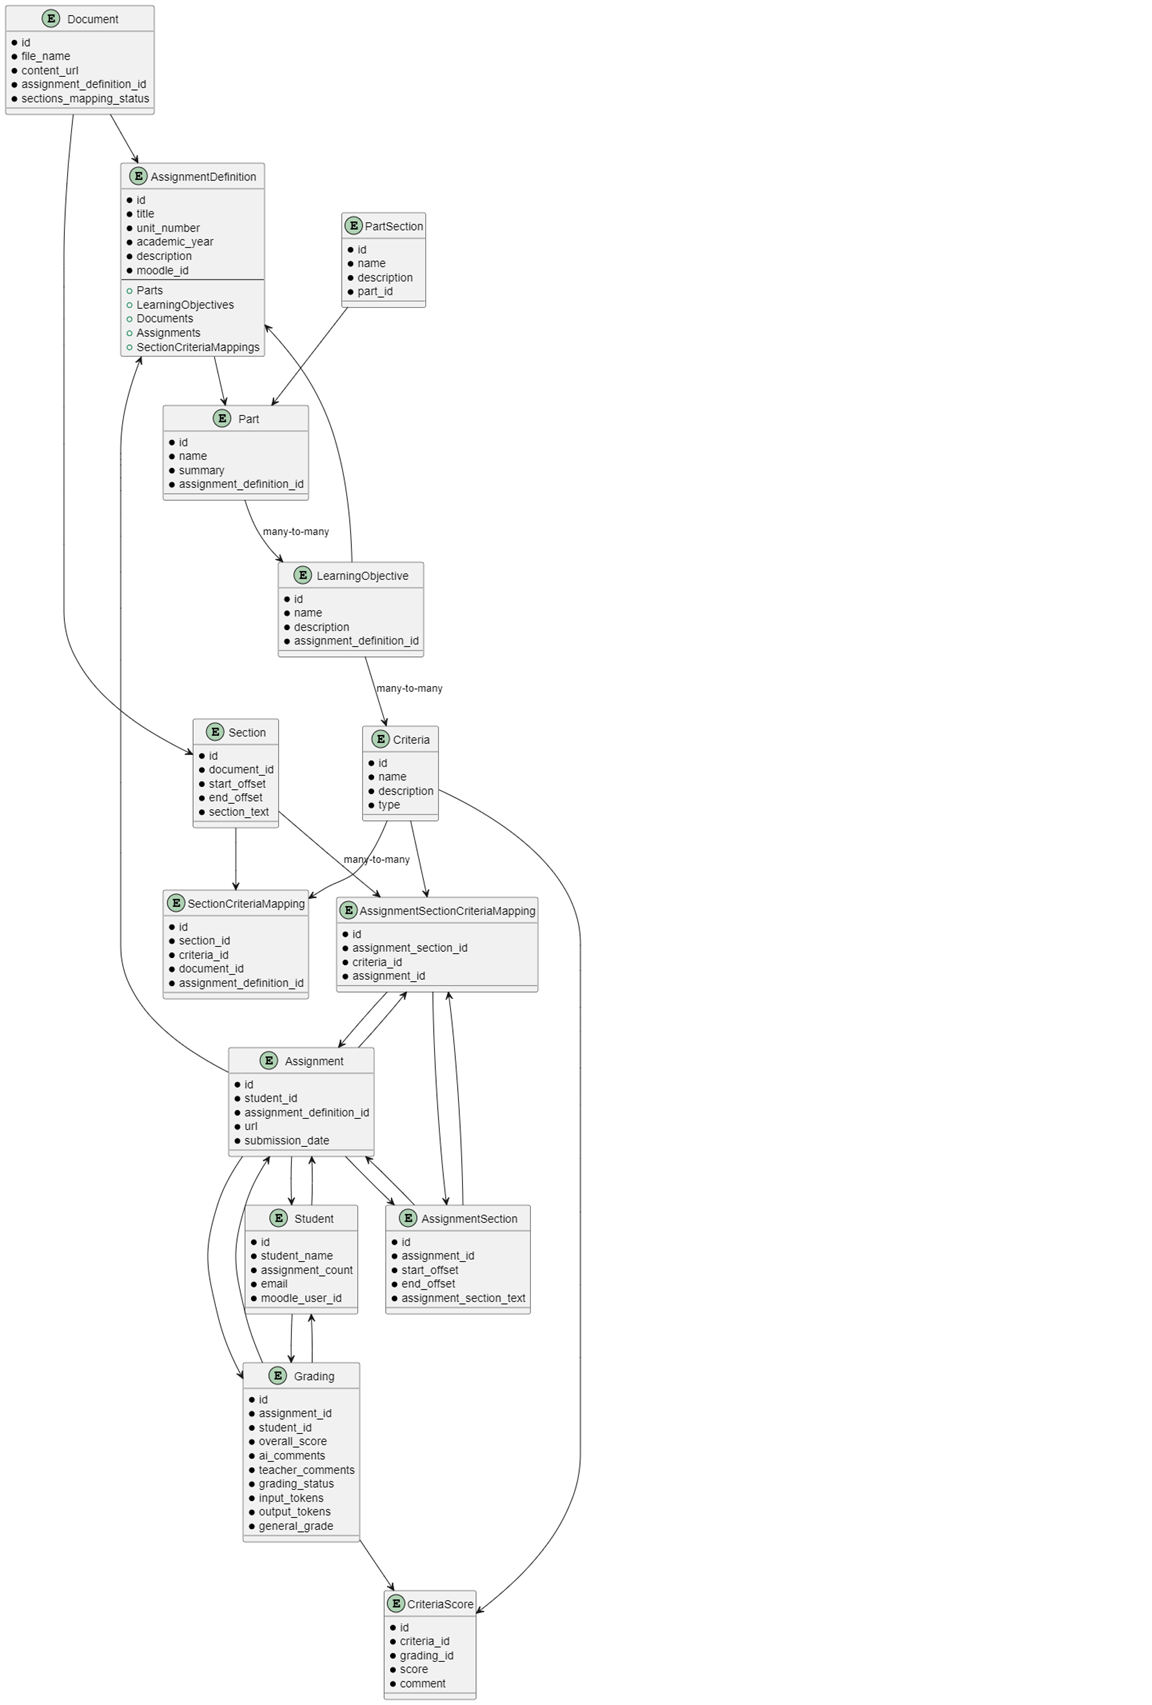 E Document
id
file_name
content_url
assignment_definition_id
sections_mapping_status
E AssignmentDefinition
id
title
unit_number
academic_year
description
moodle_id
Parts
LearningObjectives
Documents
Assignments
SectionCriteriaMappings
E PartSection
id
name
description
part_id
E Part
id
name
summary
assignment_definition_id
many-to-many
E LearningObjective
id
name
description
assignment_definition_id
many-to-many
E Section
id
document_id
start_offset
end_offset
section_text
E Criteria
id
name
description
type
many-to-many
E SectionCriteriaMapping
id
section_id
criteria_id
document_id
assignment_definition_id
E AssignmentSectionCriteriaMapping
id
assignment_section_id
criteria_id
assignment_id
E Assignment
id
student_id
assignment_definition_id
url
submission_date
E Student
id
student_name
assignment_count
email
moodle_user_id
E AssignmentSection
id
assignment_id
start_offset
end_offset
assignment_section_text
E Grading
id
assignment_id
student_id
overall_score
ai_comments
teacher_comments
grading_status
input_tokens
output_tokens
general_grade
E CriteriaScore
id
criteria_id
grading_id
score
comment